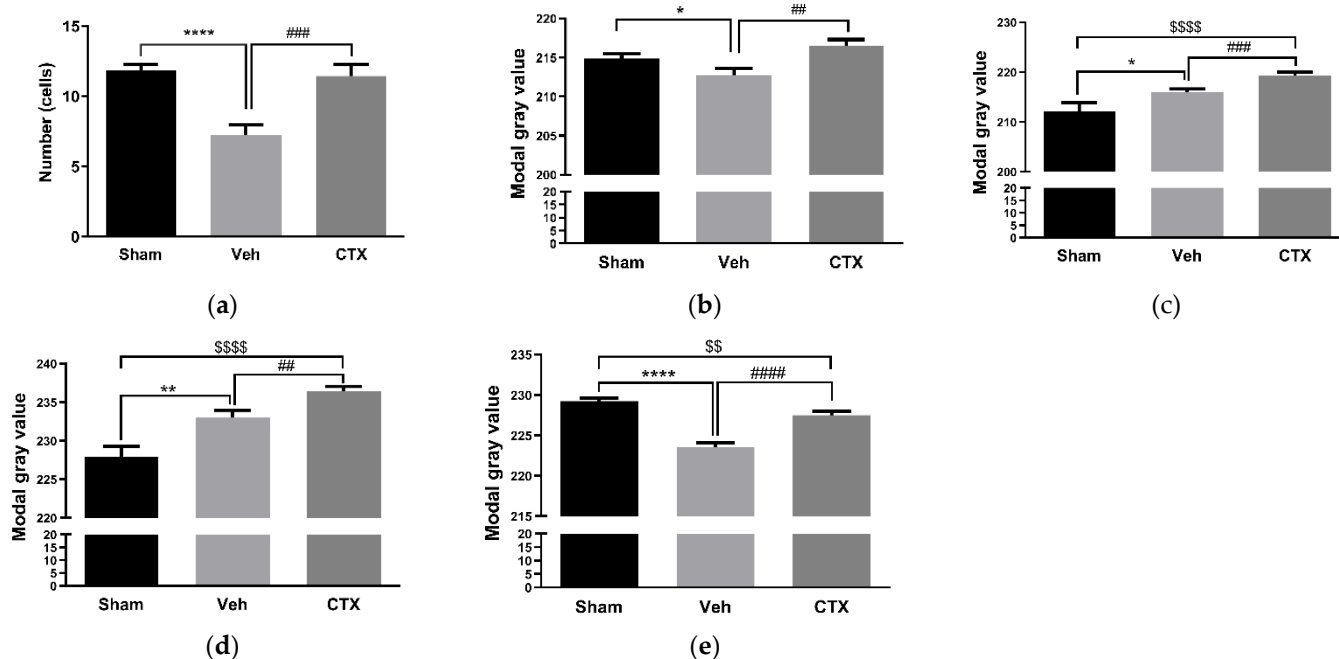 Number (cells)
15
10
5
0
****
###
Sham
Veh
CTX
(a)
Modal gray value
220
215
210
205
200
20
15
10
5
0
*
##
Sham
Veh
CTX
(b)
Modal gray value
230
220
210
200
20
15
10
5
0
$$$$
*
###
Sham
Veh
CTX
(c)
Modal gray value
240
235
230
225
220
20
15
10
5
0
$$$$
**
##
Sham
Veh
CTX
(d)
Modal gray value
235
230
225
220
215
20
15
10
5
0
$$
****
####
Sham
Veh
CTX
(e)